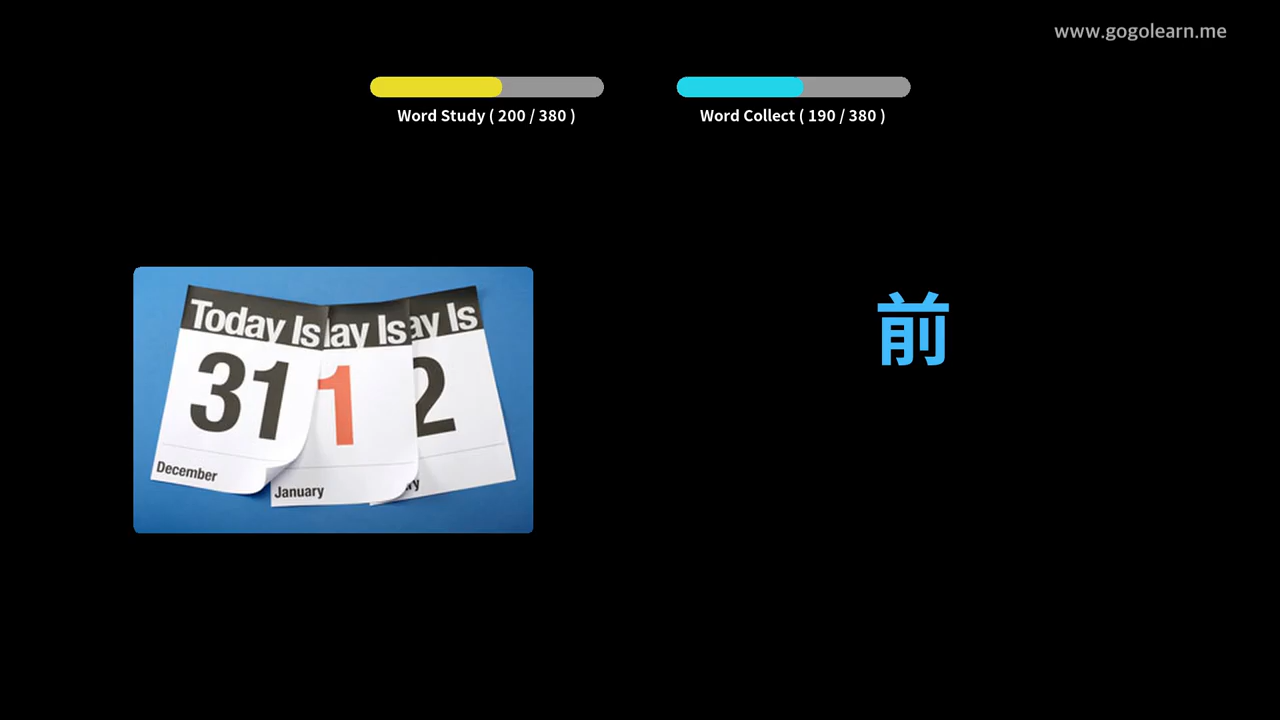 www.gogolearn.me
Word Study ( 200 / 380 )
Word Collect ( 190 / 380 )
Today Is
31
December
ay Is
1
January
ay Is
2
ry
前